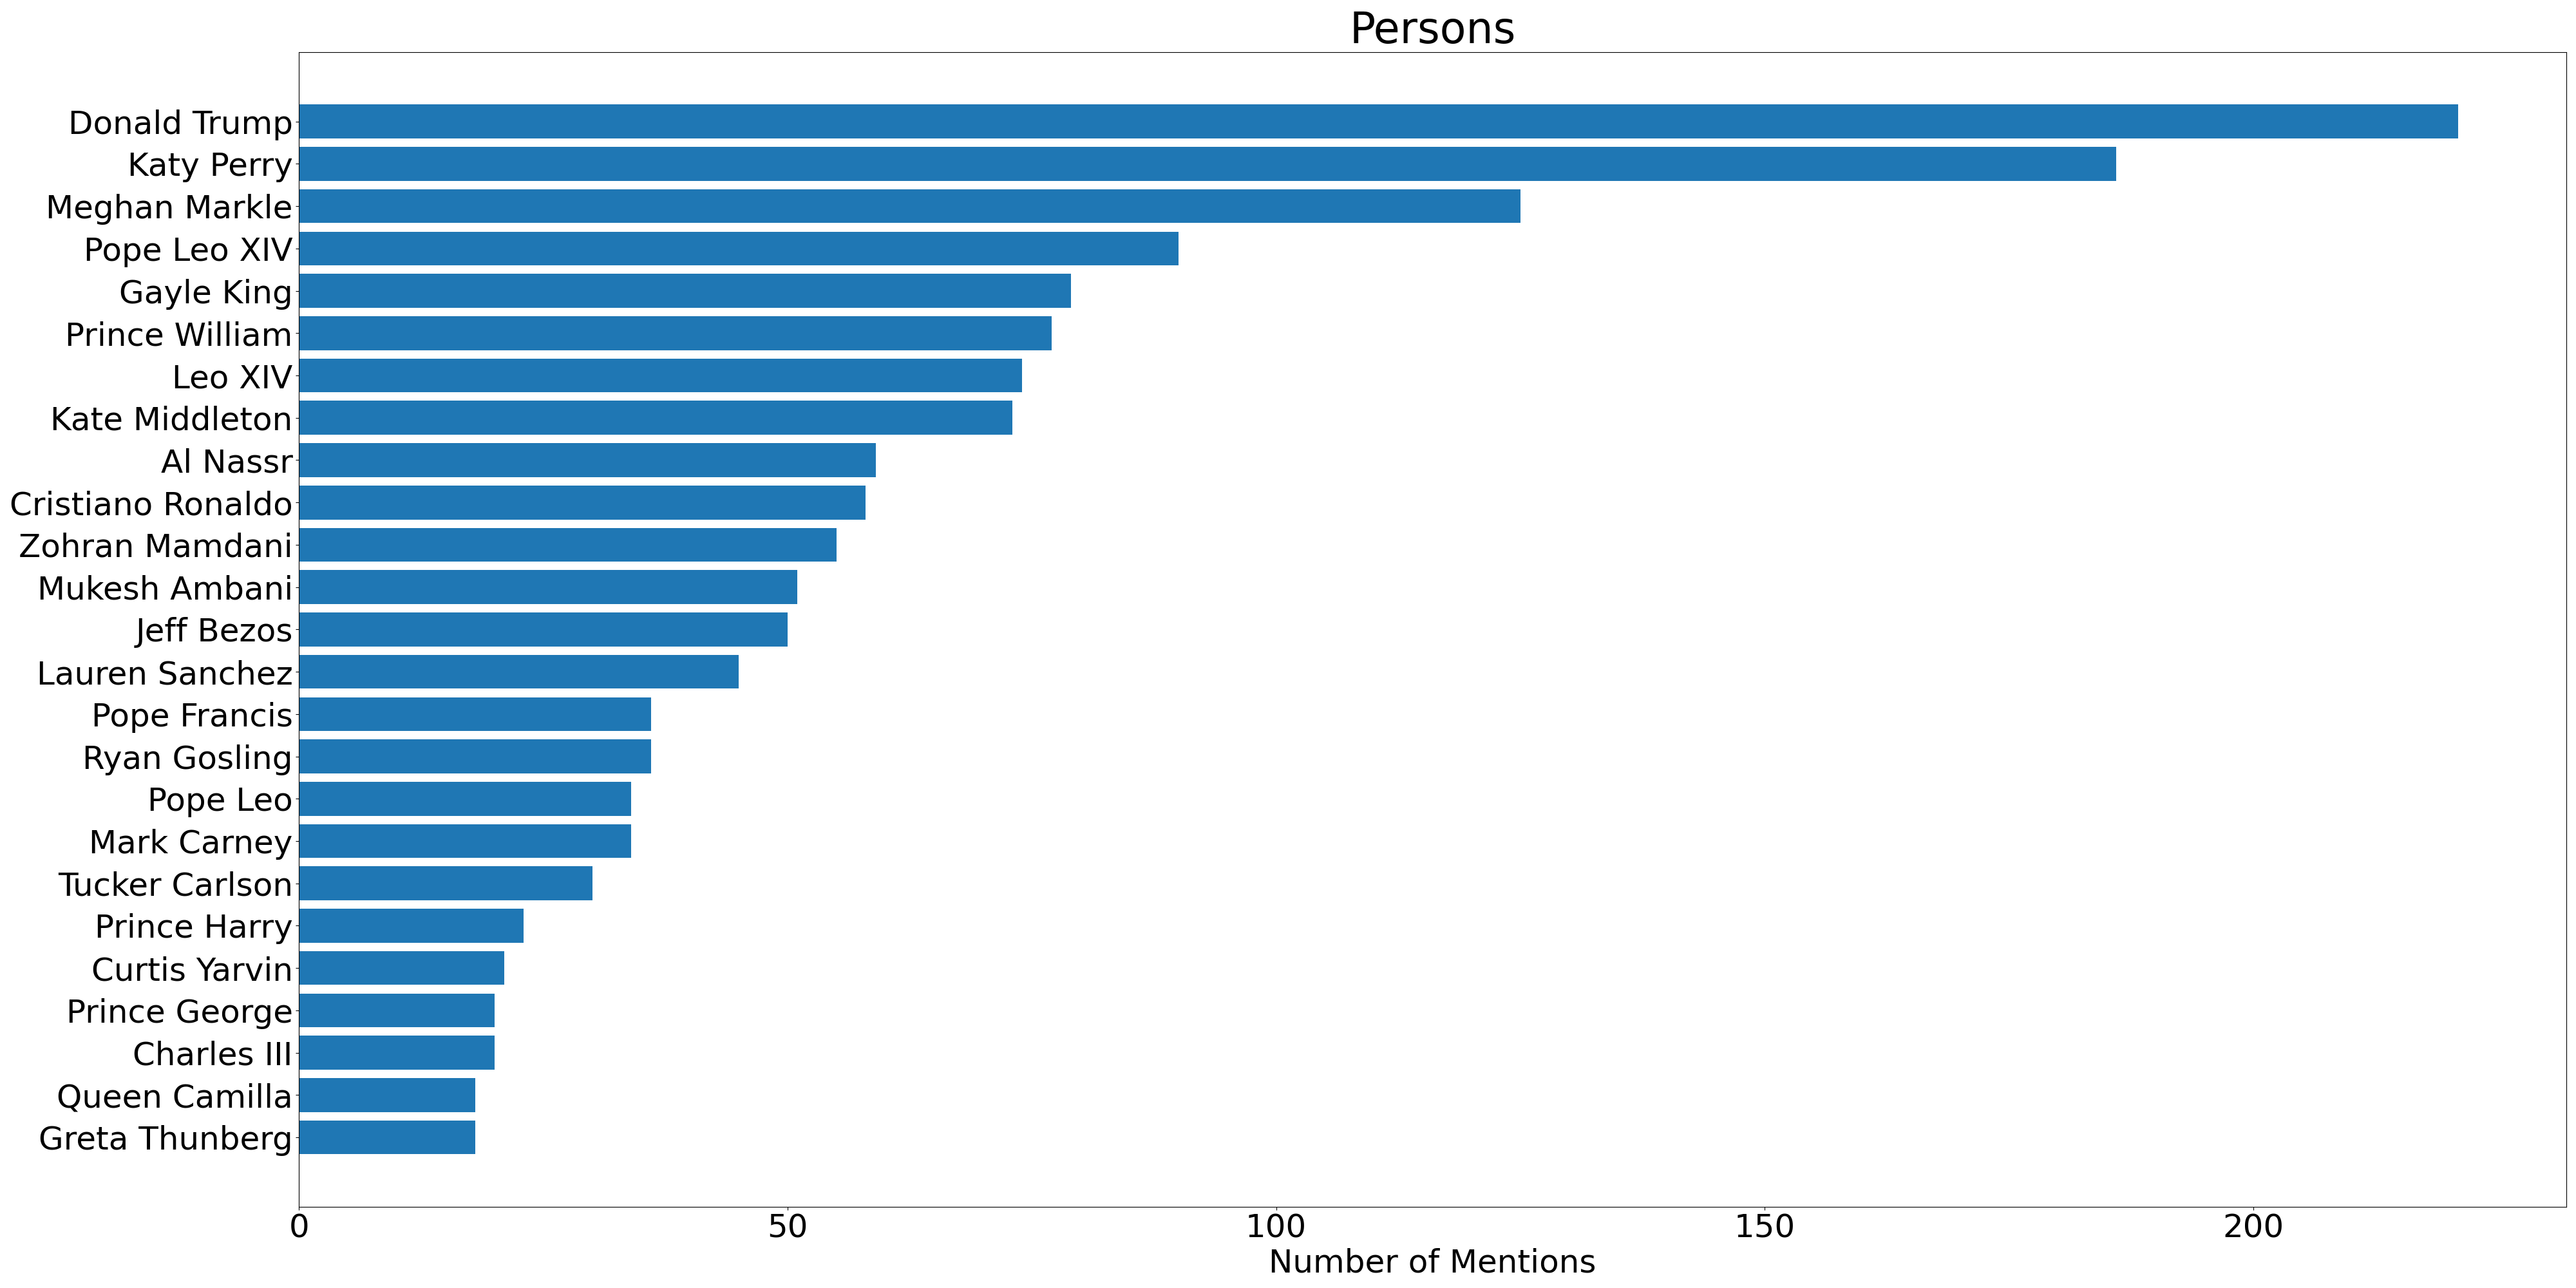 Persons
Donald Trump
Katy Perry
Meghan Markle
Pope Leo XIV
Gayle King
Prince William
Leo XIV
Kate Middleton
Al Nassr
Cristiano Ronaldo
Zohran Mamdani
Mukesh Ambani
Jeff Bezos
Lauren Sanchez
Pope Francis
Ryan Gosling
Pope Leo
Mark Carney
Tucker Carlson
Prince Harry
Curtis Yarvin
Prince George
Charles III
Queen Camilla
Greta Thunberg
0 50 100 150 200
Number of Mentions